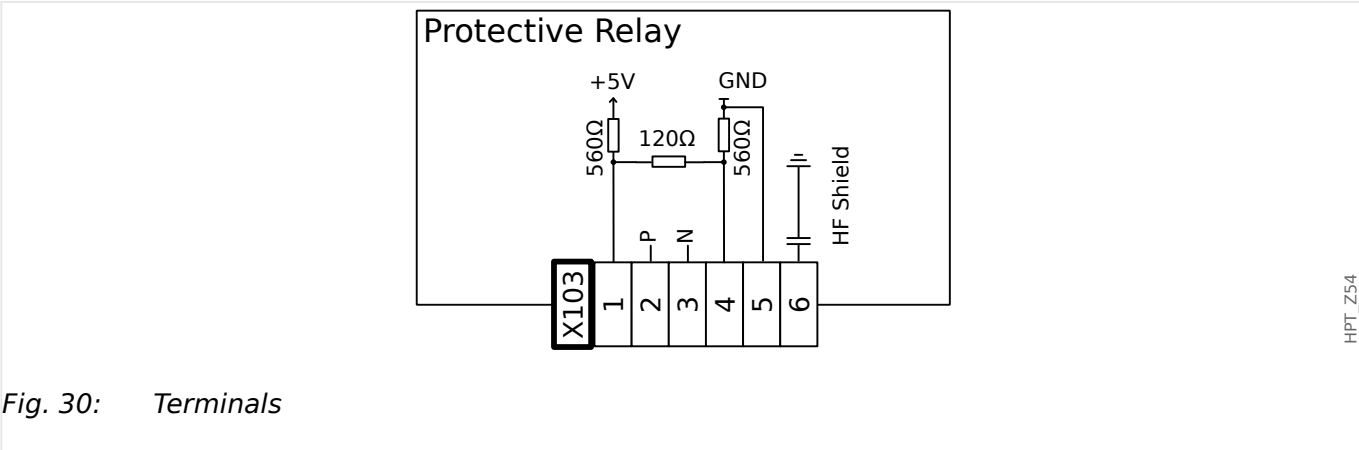 Protective Relay
+5V
GND
560Ω
120Ω
560Ω
HF Shield
P
N
X103
1
2
3
4
5
6
HPT_Z54
Fig. 30: Terminals